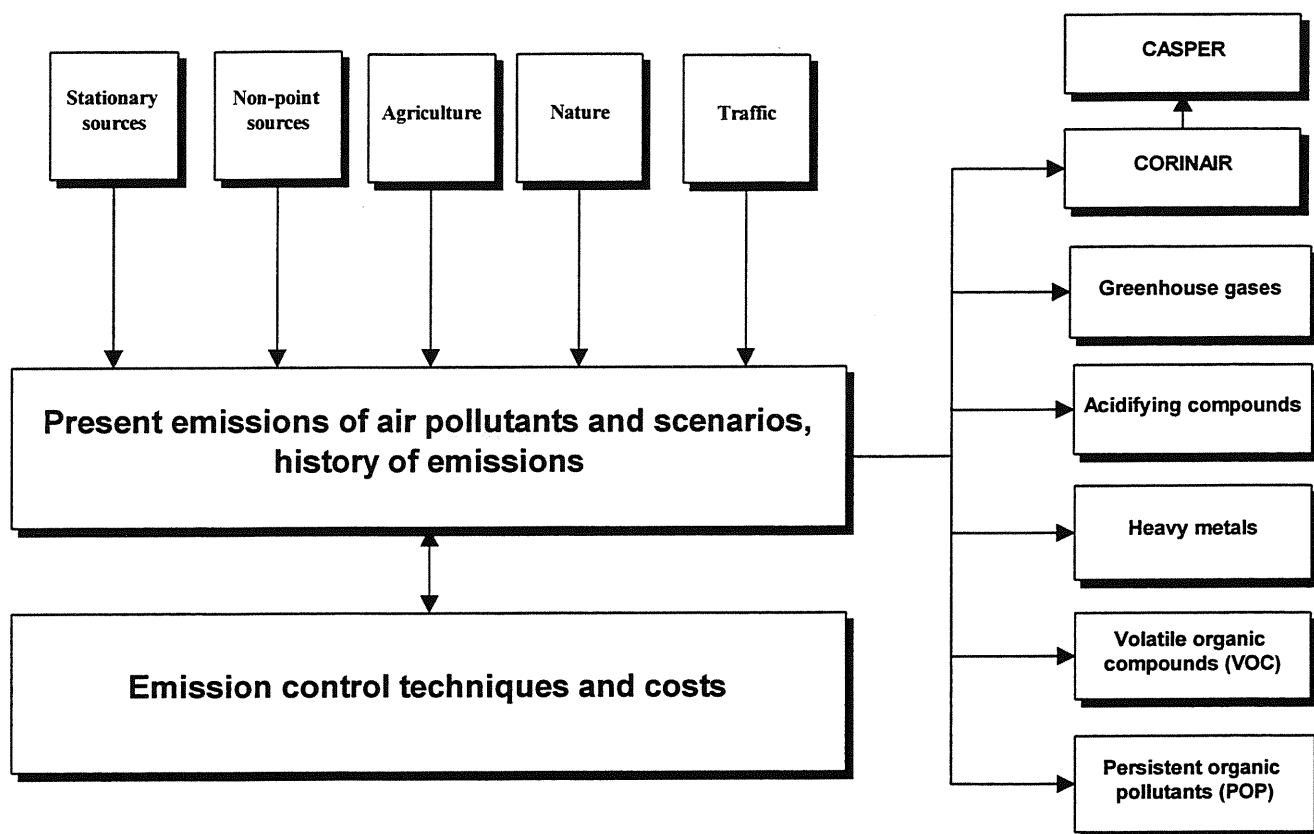 Stationary
sources
Non-point
sources
Agriculture
Nature
Traffic
CASPER
CORINAIR
Greenhouse gases
Acidifying compounds
Heavy metals
Volatile organic
compounds (VOC)
Persistent organic
pollutants (POP)
Present emissions of air pollutants and scenarios,
history of emissions
Emission control techniques and costs